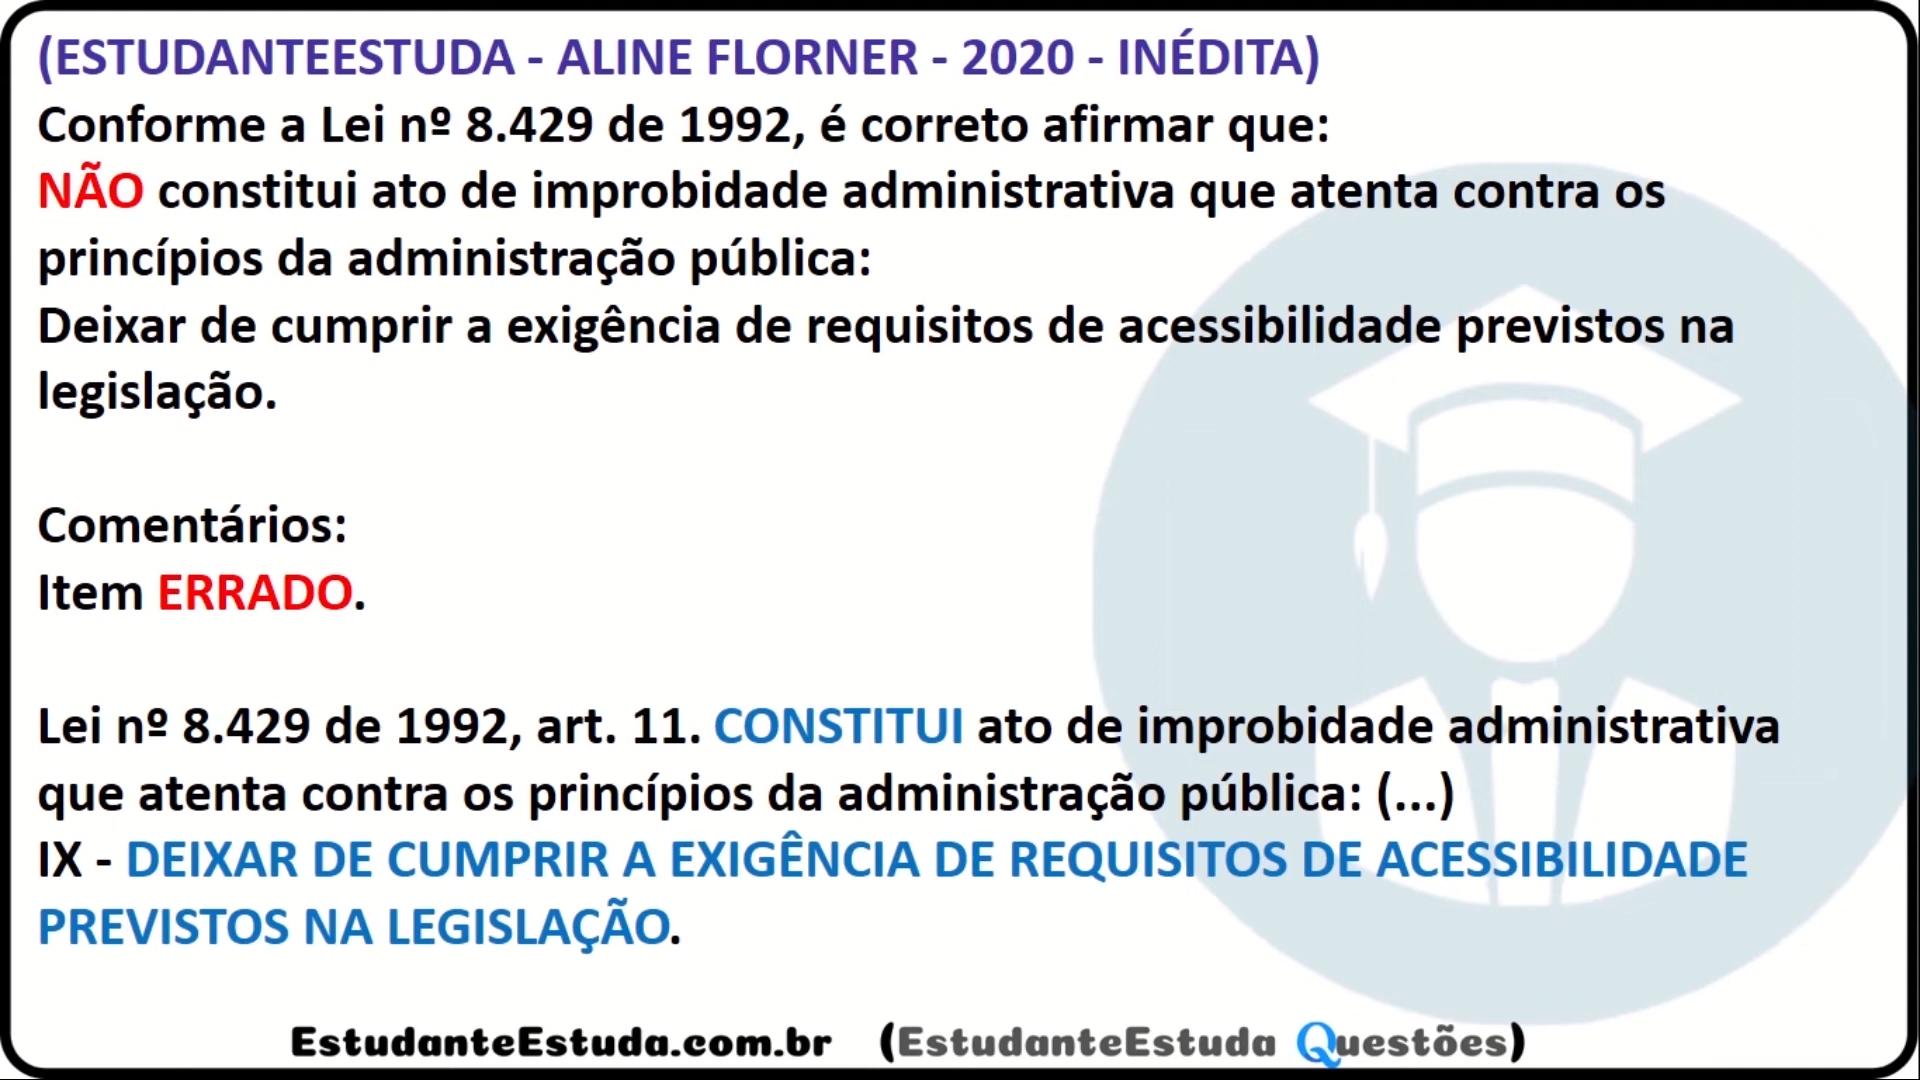 (ESTUDANTEESTUDA - ALINE FLORNER - 2020 - INÉDITA)
Conforme a Lei nº 8.429 de 1992, é correto afirmar que:
NÃO constitui ato de improbidade administrativa que atenta contra os
princípios da administração pública:
Deixar de cumprir a exigência de requisitos de acessibilidade previstos na
legislação.
Comentários:
Item ERRADO.
Lei nº 8.429 de 1992, art. 11. CONSTITUI ato de improbidade administrativa
que atenta contra os princípios da administração pública: (...)
IX - DEIXAR DE CUMPRIR A EXIGÊNCIA DE REQUISITOS DE ACESSIBILIDADE
PREVISTOS NA LEGISLAÇÃO.
EstudanteEstuda.com.br (EstudanteEstuda Questões)